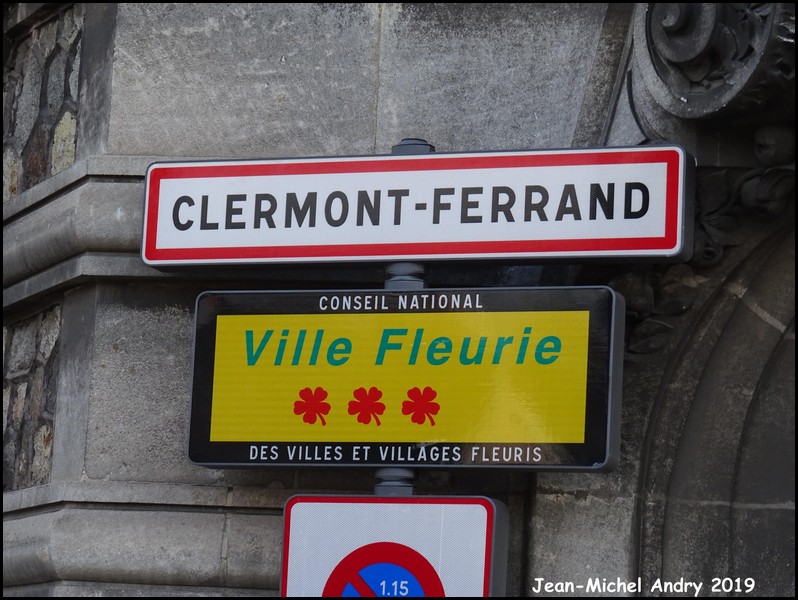 CLERMONT-FERRAND
CONSEIL NATIONAL
Ville Fleurie
DES VILLES ET VILLAGES FLEURIS
1.15
Jean-Michel Andry 2019